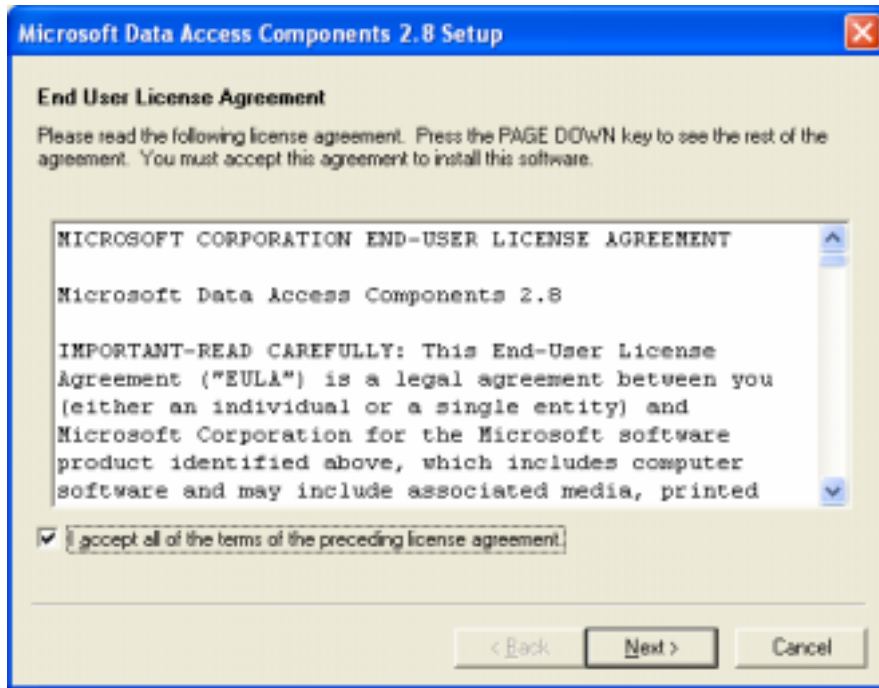 Microsoft Data Access Components 2.8 Setup
End User License Agreement
Please read the following license agreement. Press the PAGE DOWN key to see the rest of the
agreement. You must accept this agreement to install this software.
MICROSOFT CORPORATION END-USER LICENSE AGREEMENT
Microsoft Data Access Components 2.8
IMPORTANT-READ CAREFULLY: This End-User License
Agreement ("EULA") is a legal agreement between you
(either an individual or a single entity) and
Microsoft Corporation for the Microsoft software
product identified above, which includes computer
software and may include associated media, printed
I accept all of the terms of the preceding license agreement.
< Back
Next >
Cancel